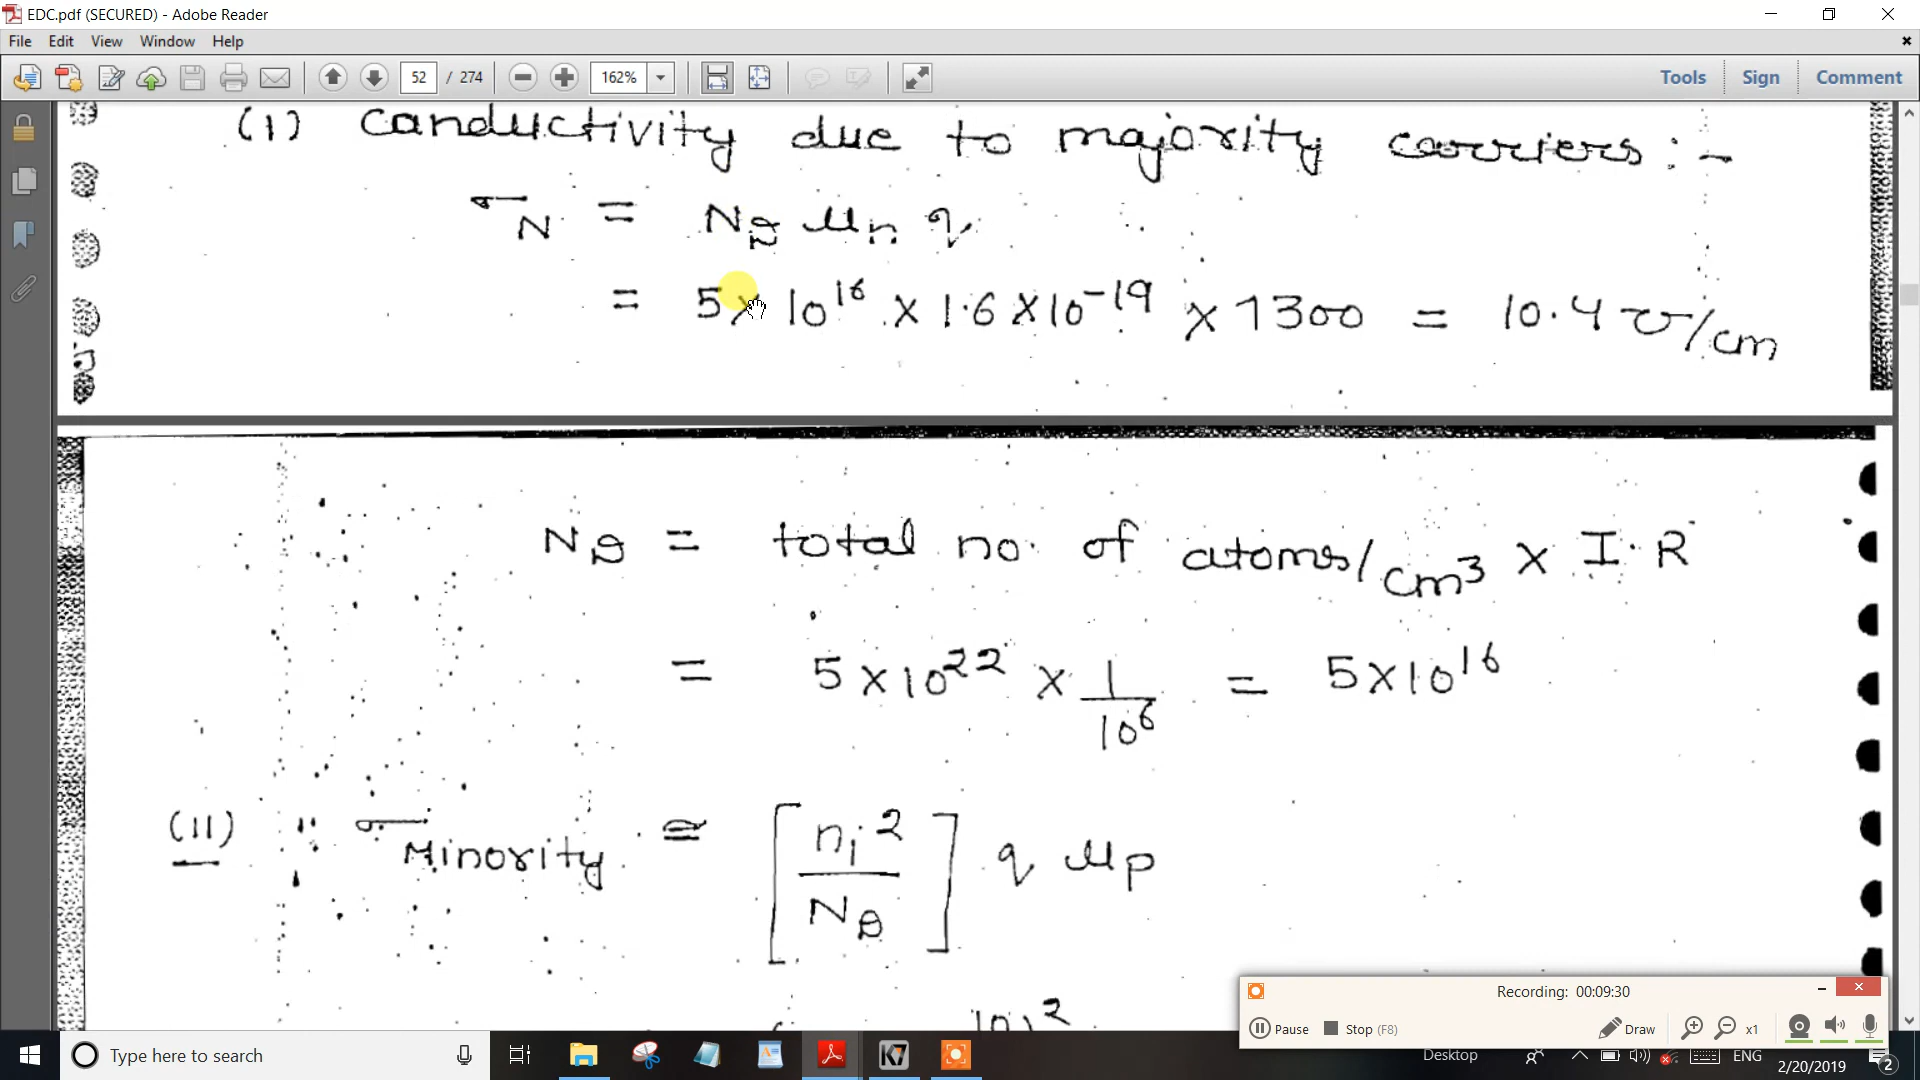 EDC.pdf (SECURED) - Adobe Reader
File Edit View Window Help
52 / 274 162% Tools Sign Comment
(I) Conductivity due to majority carriers :-
σN = ND μn q
= 5 × 10^16 × 1.6 × 10^-19 × 1300 = 10.4 ℧/cm
ND = total no. of atoms/cm³ × I.R
= 5 × 10^22 × 1/10^6 = 5 × 10^16
(II) σMinority ≅ [ni²/ND] q μp
Recording: 00:09:30
Pause Stop (F8) Draw x1
Type here to search
Desktop ENG
2/20/2019 2